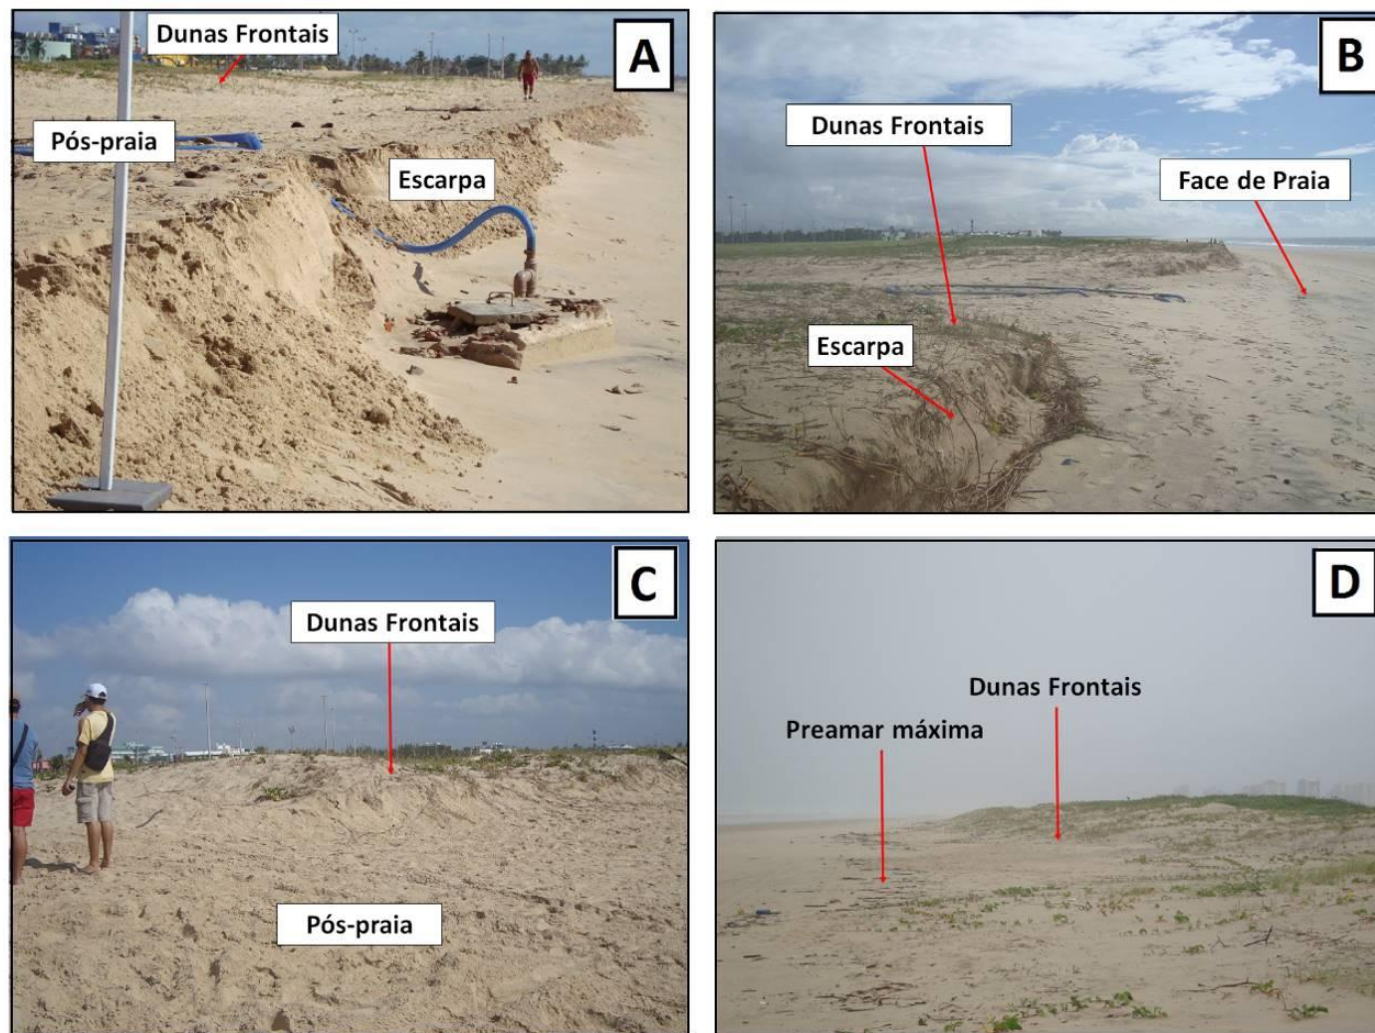 A
Dunas Frontais
Pós-praia
Escarpa
B
Dunas Frontais
Face de Praia
Escarpa
C
Dunas Frontais
Pós-praia
D
Dunas Frontais
Preamar máxima